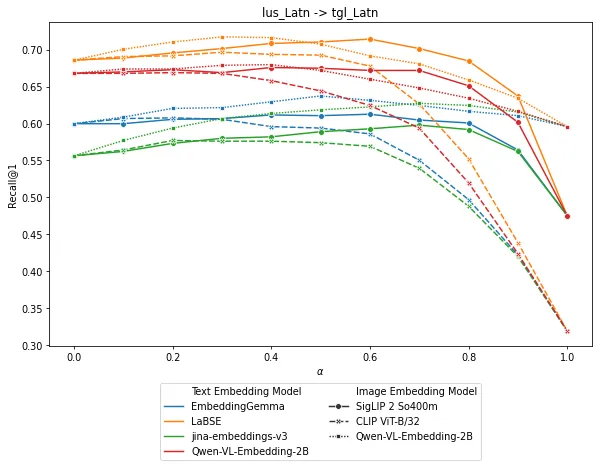 lus_Latn -> tgl_Latn
Recall@1
0.70
0.65
0.60
0.55
0.50
0.45
0.40
0.35
0.30
0.0
0.2
0.4
0.6
0.8
1.0
α
Text Embedding Model
EmbeddingGemma
LaBSE
jina-embeddings-v3
Qwen-VL-Embedding-2B
Image Embedding Model
SigLIP 2 So400m
CLIP ViT-B/32
Qwen-VL-Embedding-2B